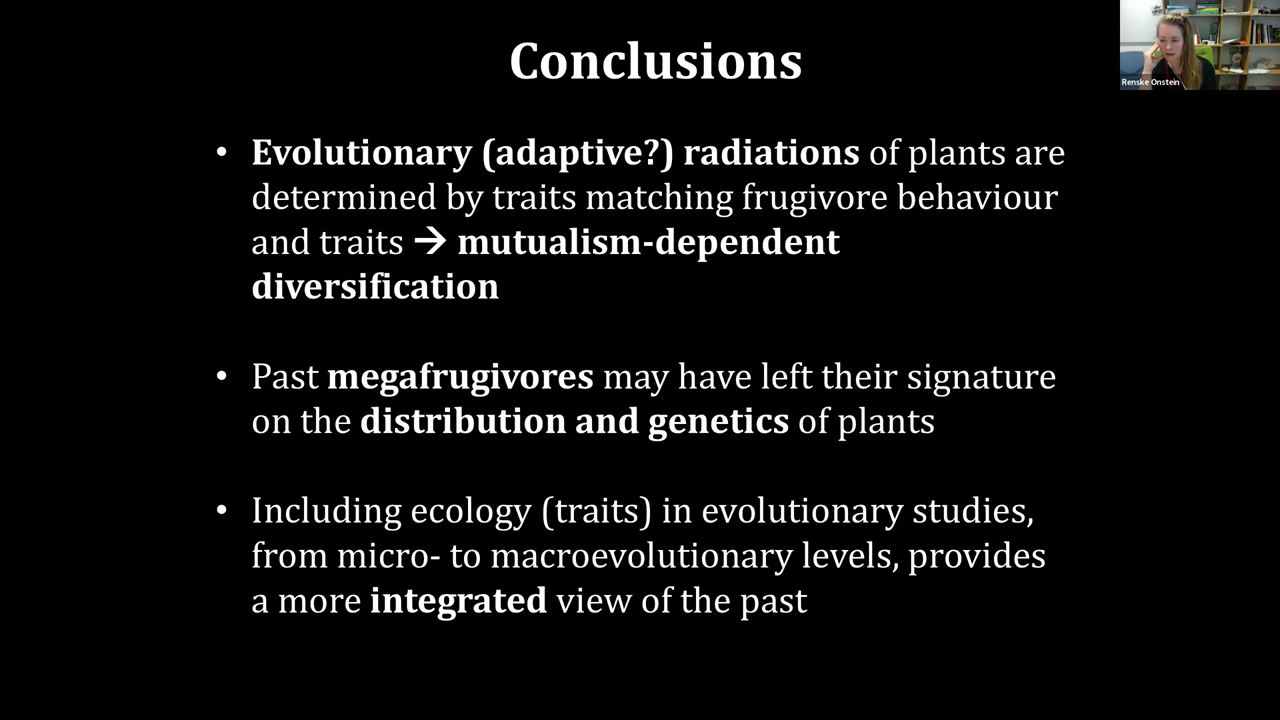 Conclusions
Renske Onstein
• Evolutionary (adaptive?) radiations of plants are
determined by traits matching frugivore behaviour
and traits → mutualism-dependent
diversification
• Past megafrugivores may have left their signature
on the distribution and genetics of plants
• Including ecology (traits) in evolutionary studies,
from micro- to macroevolutionary levels, provides
a more integrated view of the past